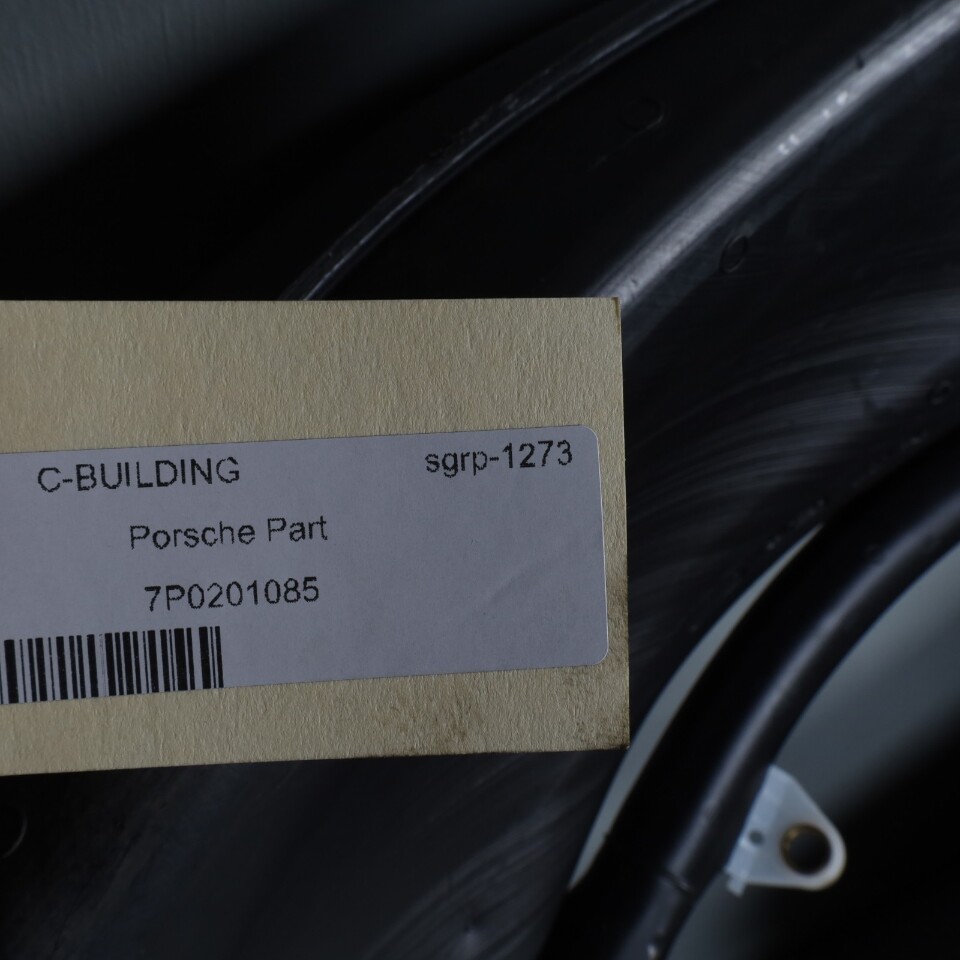 C-BUILDING sgrp-1273
Porsche Part
7P0201085